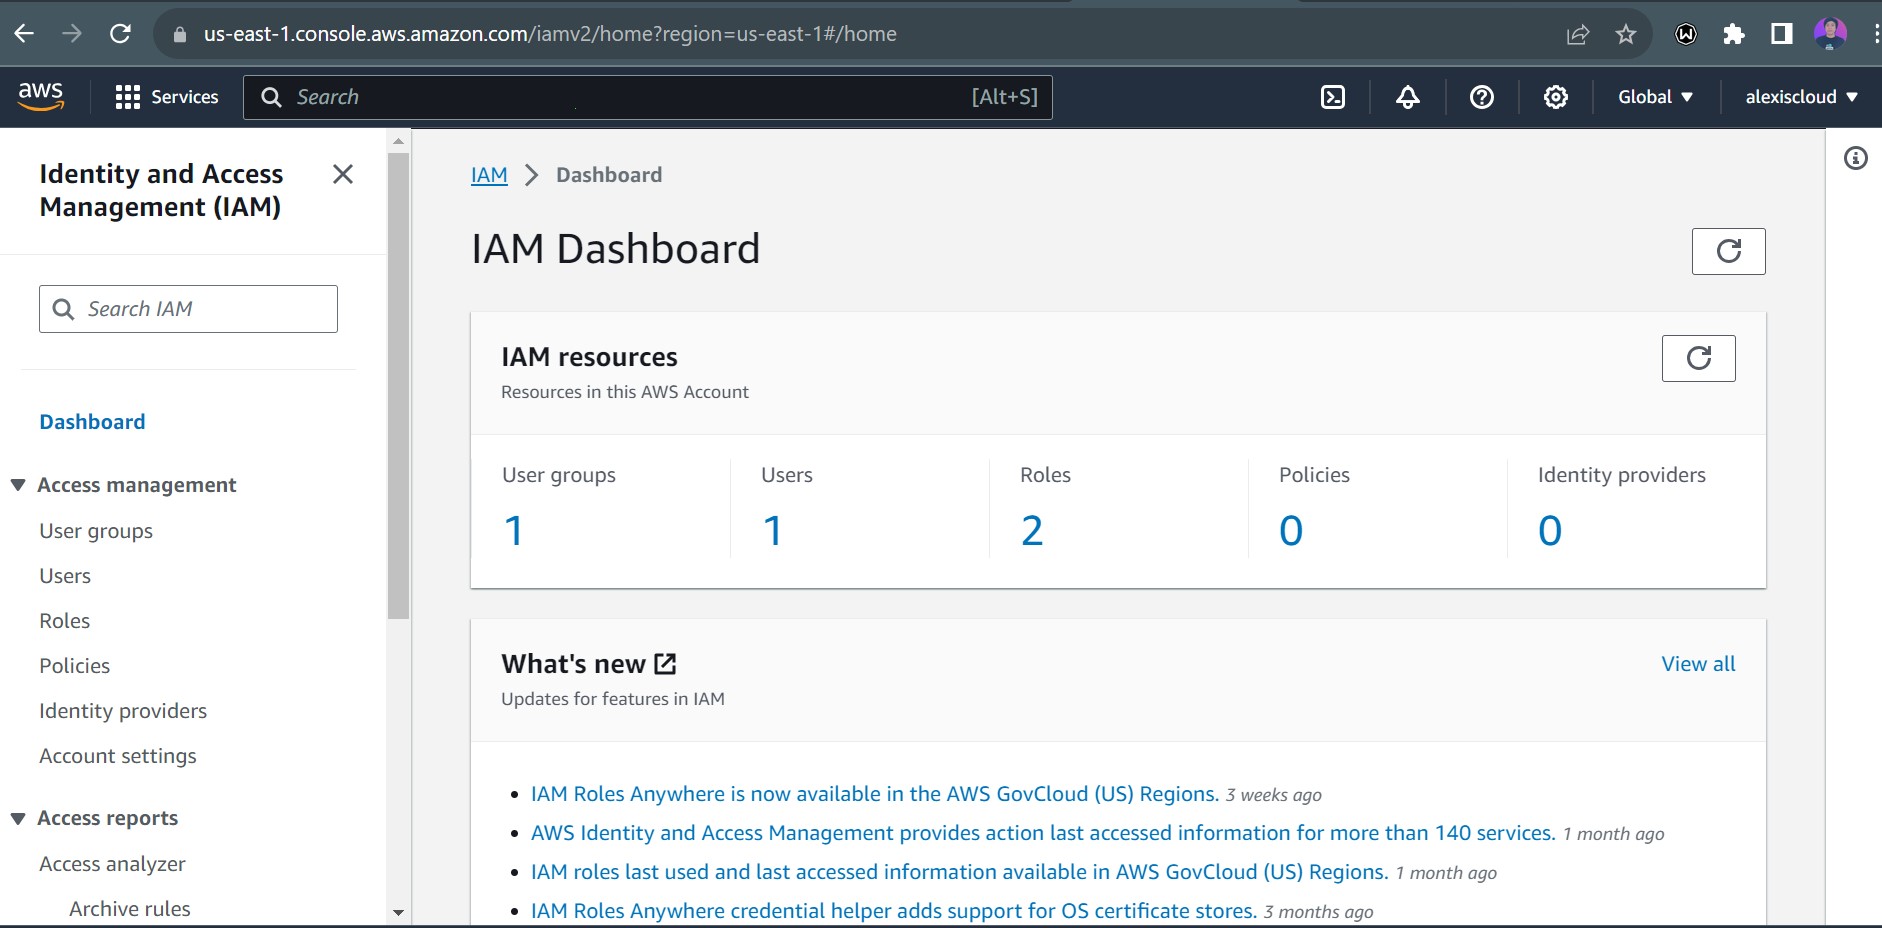 us-east-1.console.aws.amazon.com/iamv2/home?region=us-east-1#/home
aws
Services
Search
[Alt+S]
Global
alexiscloud
Identity and Access
Management (IAM)
Search IAM
Dashboard
Access management
User groups
Users
Roles
Policies
Identity providers
Account settings
Access reports
Access analyzer
Archive rules
IAM > Dashboard
IAM Dashboard
IAM resources
Resources in this AWS Account
User groups
1
Users
1
Roles
2
Policies
0
Identity providers
0
What's new
View all
Updates for features in IAM
• IAM Roles Anywhere is now available in the AWS GovCloud (US) Regions. 3 weeks ago
• AWS Identity and Access Management provides action last accessed information for more than 140 services. 1 month ago
• IAM roles last used and last accessed information available in AWS GovCloud (US) Regions. 1 month ago
• IAM Roles Anywhere credential helper adds support for OS certificate stores. 3 months ago